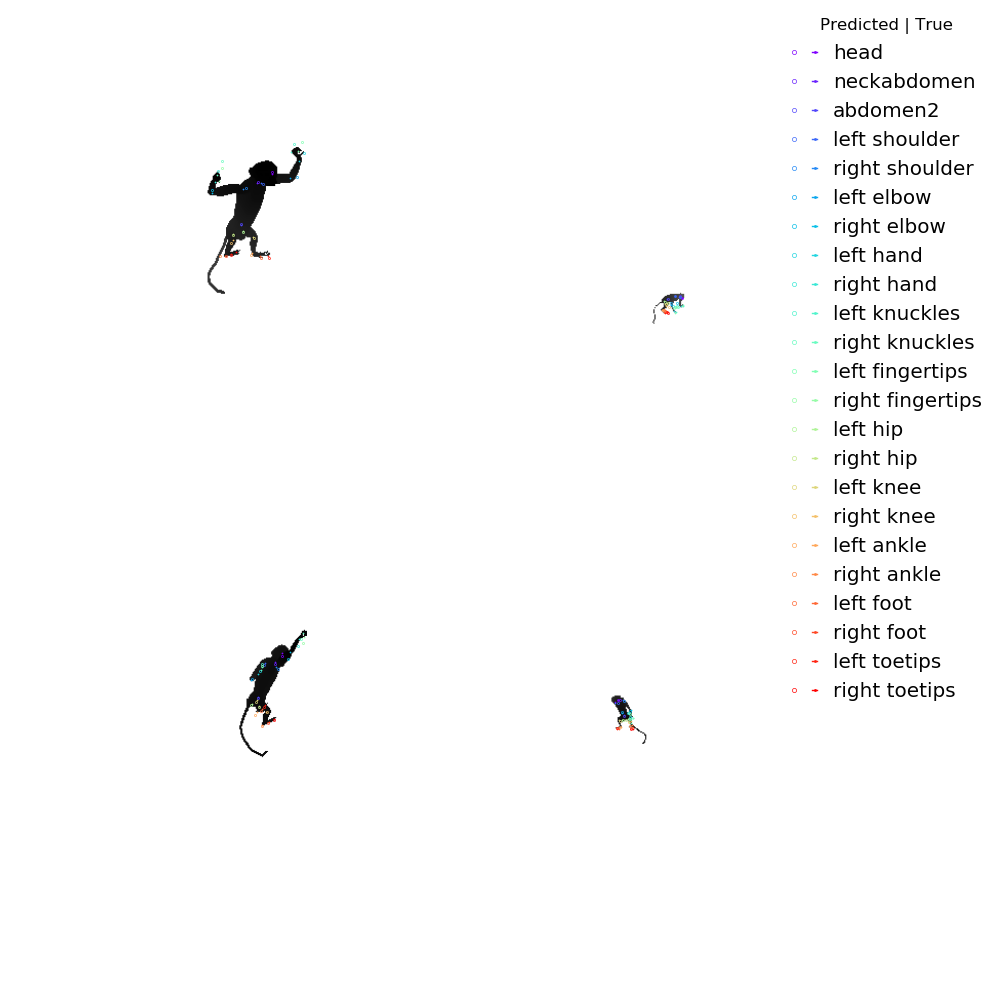 Predicted | True
head
neckabdomen
abdomen2
left shoulder
right shoulder
left elbow
right elbow
left hand
right hand
left knuckles
right knuckles
left fingertips
right fingertips
left hip
right hip
left knee
right knee
left ankle
right ankle
left foot
right foot
left toetips
right toetips